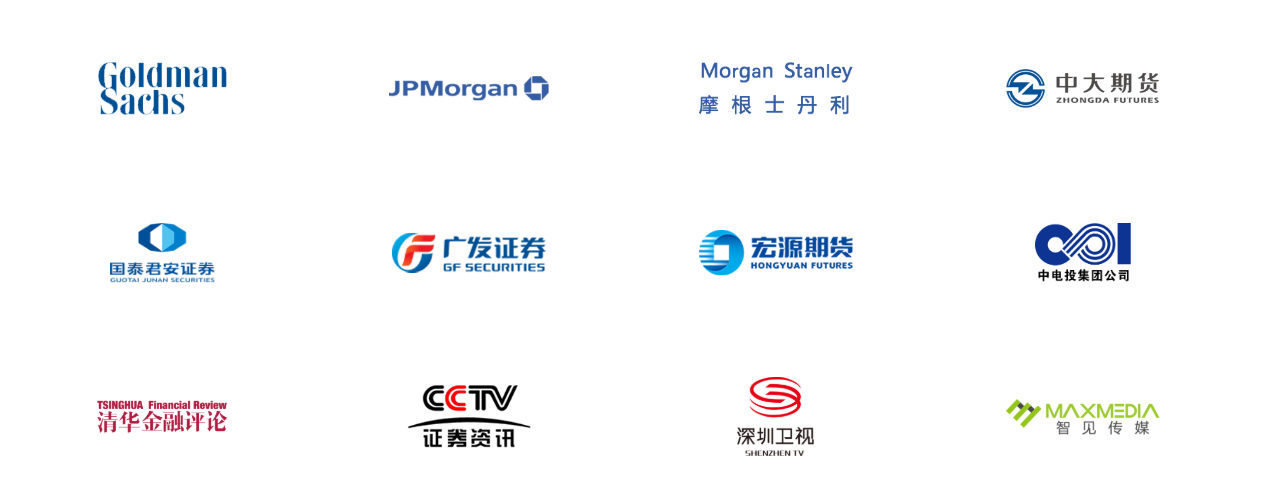 Goldman
Sachs
JPMorgan
Morgan Stanley
摩根士丹利
中大期货
ZHONGDA FUTURES
国泰君安证券
GUOTAI JUNAN SECURITIES
广发证券
GF SECURITIES
宏源期货
HONGYUAN FUTURES
中电投集团公司
TSINGHUA Financial Review
清华金融评论
CCTV
证券资讯
深圳卫视
SHENZHEN TV
MAXMEDIA
智见传媒